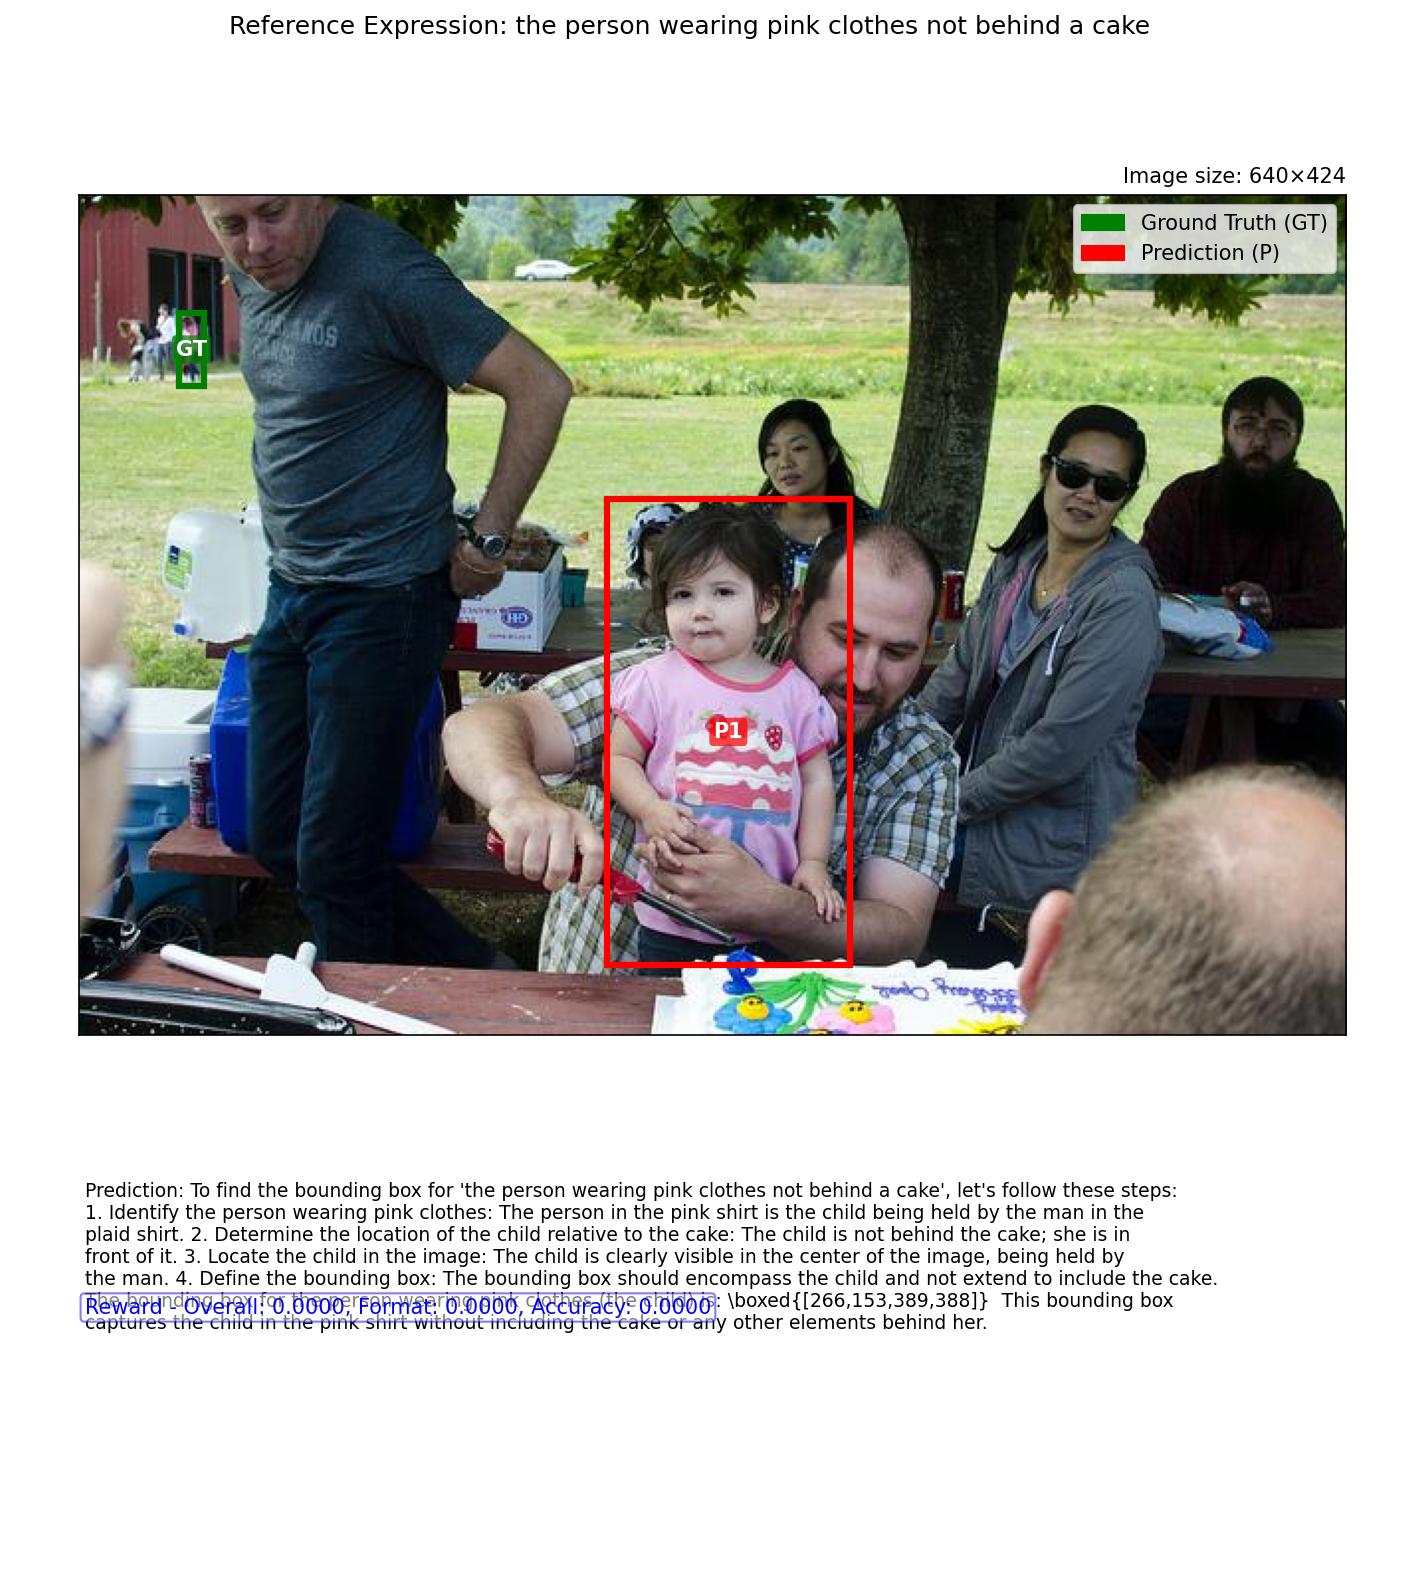 Reference Expression: the person wearing pink clothes not behind a cake
Image size: 640×424
Ground Truth (GT)
Prediction (P)
GT
P1
Prediction: To find the bounding box for 'the person wearing pink clothes not behind a cake', let's follow these steps:
1. Identify the person wearing pink clothes: The person in the pink shirt is the child being held by the man in the
plaid shirt. 2. Determine the location of the child relative to the cake: The child is not behind the cake; she is in
front of it. 3. Locate the child in the image: The child is clearly visible in the center of the image, being held by
the man. 4. Define the bounding box: The bounding box should encompass the child and not extend to include the cake.
The bounding box for the person wearing pink clothes (the child) is: \boxed{[266,153,389,388]}  This bounding box
Reward - Overall: 0.0000, Format: 0.0000, Accuracy: 0.0000
captures the child in the pink shirt without including the cake or any other elements behind her.